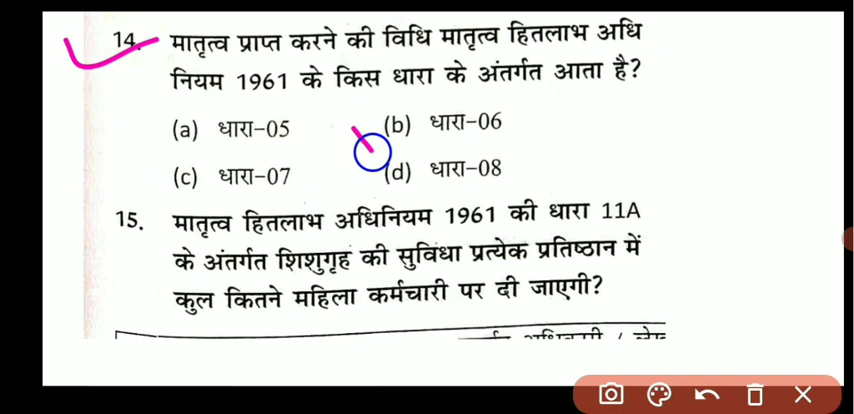 14. मातृत्व प्राप्त करने की विधि मातृत्व हितलाभ अधि
नियम 1961 के किस धारा के अंतर्गत आता है?
(a) धारा-05 (b) धारा-06
(c) धारा-07 (d) धारा-08
15. मातृत्व हितलाभ अधिनियम 1961 की धारा 11A
के अंतर्गत शिशुगृह की सुविधा प्रत्येक प्रतिष्ठान में
कुल कितने महिला कर्मचारी पर दी जाएगी?